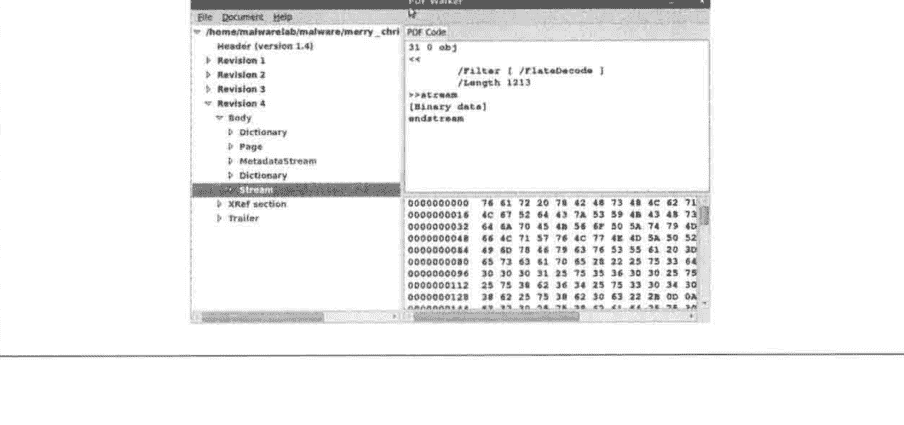 PDF Walker
File Document Help
/home/malwarelab/malware/merry_chri
Header (version 1.4)
Revision 1
Revision 2
Revision 3
Revision 4
Body
Dictionary
Page
MetadataStream
Dictionary
Stream
XRef section
Trailer
PDF Code
31 0 obj
<<
/Filter [ /FlateDecode ]
/Length 1213
>>stream
[Binary data]
endstream
0000000000 76 61 72 20 78 42 48 73 48 4C 62 71
0000000016 4C 67 52 64 43 7A 53 59 4B 43 48 73
0000000032 64 6A 70 45 4B 56 6F 50 5A 74 79 4D
0000000048 66 4C 71 57 76 4C 77 4E 4D 5A 50 52
0000000064 49 6D 78 46 79 63 76 53 55 61 20 3D
0000000080 65 73 63 61 70 65 28 22 25 75 33 64
0000000096 30 30 30 31 25 75 35 36 30 30 25 75
0000000112 25 75 38 62 36 34 25 75 33 30 34 30
0000000128 38 62 25 75 38 62 30 63 22 2B 0D 0A